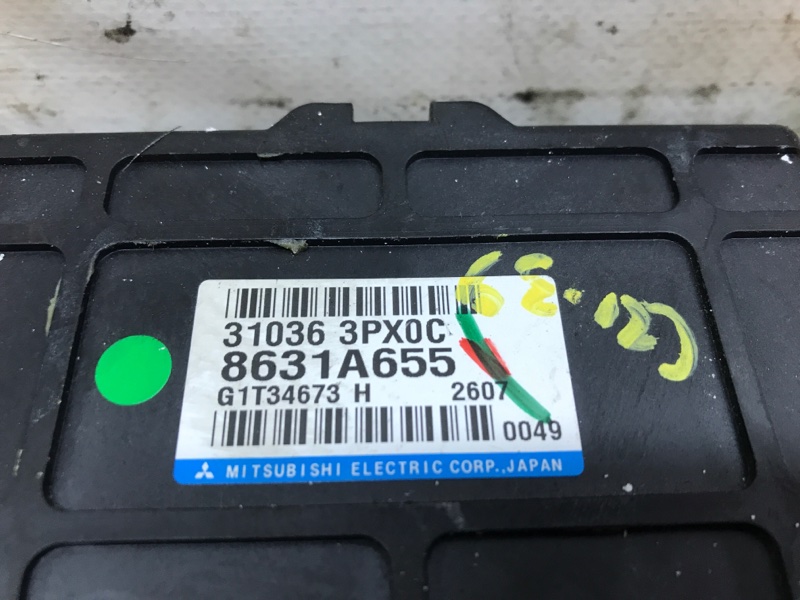 31036 3PX0C
8631A655
G1T34673 H 2607
0049
MITSUBISHI ELECTRIC CORP., JAPAN